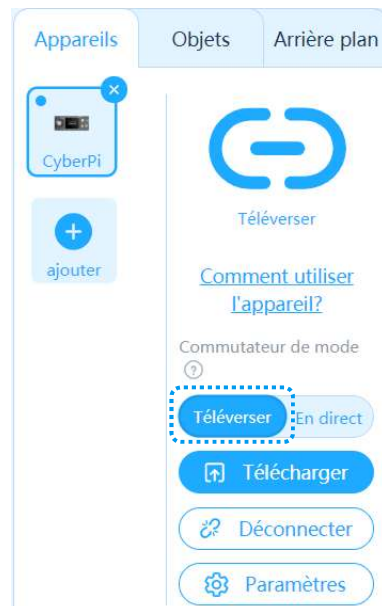 Appareils Objets Arrière plan
CyberPi
ajouter
Téléverser
Comment utiliser
l'appareil?
Commutateur de mode
?
Téléverser En direct
Télécharger
Déconnecter
Paramètres